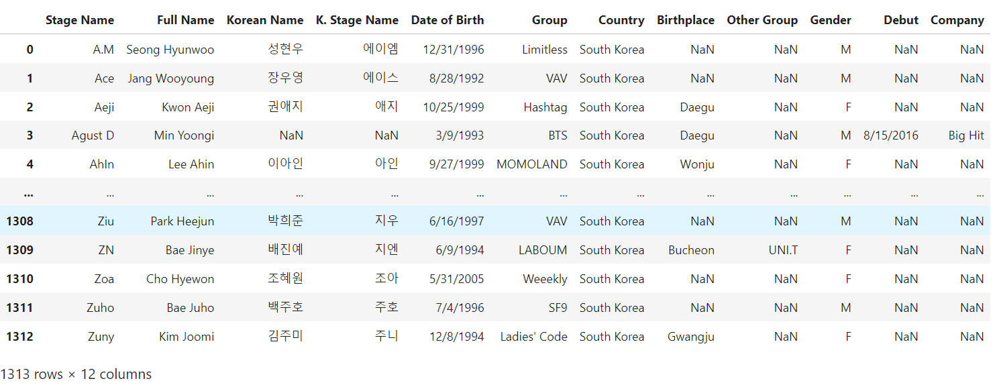 Stage Name Full Name Korean Name K. Stage Name Date of Birth Group Country Birthplace Other Group Gender Debut Company
0 A.M Seong Hyunwoo 성현우 에이엠 12/31/1996 Limitless South Korea NaN NaN M NaN NaN
1 Ace Jang Wooyoung 장우영 에이스 8/28/1992 VAV South Korea NaN NaN M NaN NaN
2 Aeji Kwon Aeji 권애지 애지 10/25/1999 Hashtag South Korea Daegu NaN F NaN NaN
3 Agust D Min Yoongi NaN NaN 3/9/1993 BTS South Korea Daegu NaN M 8/15/2016 Big Hit
4 AhIn Lee Ahin 이아인 아인 9/27/1999 MOMOLAND South Korea Wonju NaN F NaN NaN
... ... ... ... ... ... ... ... ... ... ... ... ...
1308 Ziu Park Heejun 박희준 지우 6/16/1997 VAV South Korea NaN NaN M NaN NaN
1309 ZN Bae Jinye 배진예 지엔 6/9/1994 LABOUM South Korea Bucheon UNI.T F NaN NaN
1310 Zoa Cho Hyewon 조혜원 조아 5/31/2005 Weeekly South Korea NaN NaN F NaN NaN
1311 Zuho Bae Juho 백주호 주호 7/4/1996 SF9 South Korea NaN NaN M NaN NaN
1312 Zuny Kim Joomi 김주미 주니 12/8/1994 Ladies' Code South Korea Gwangju NaN F NaN NaN
1313 rows × 12 columns